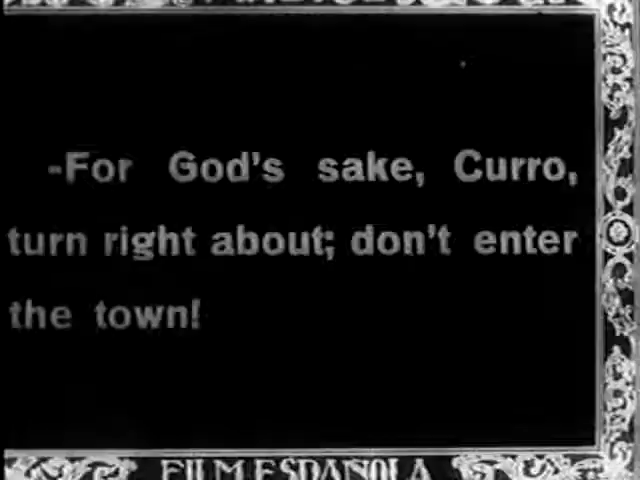 -For God's sake, Curro,
turn right about; don't enter
the town!
FILM ESPAÑOLA